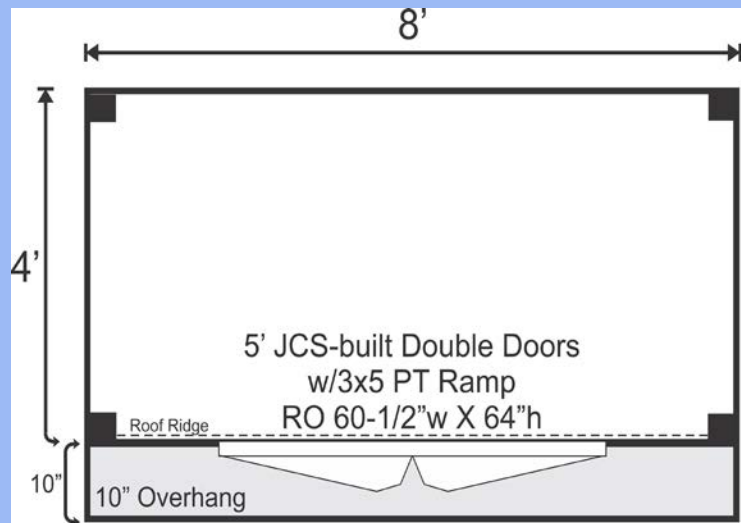 8’
4’
5’ JCS-built Double Doors
w/3x5 PT Ramp
RO 60-1/2”w X 64”h
Roof Ridge
10”
10” Overhang